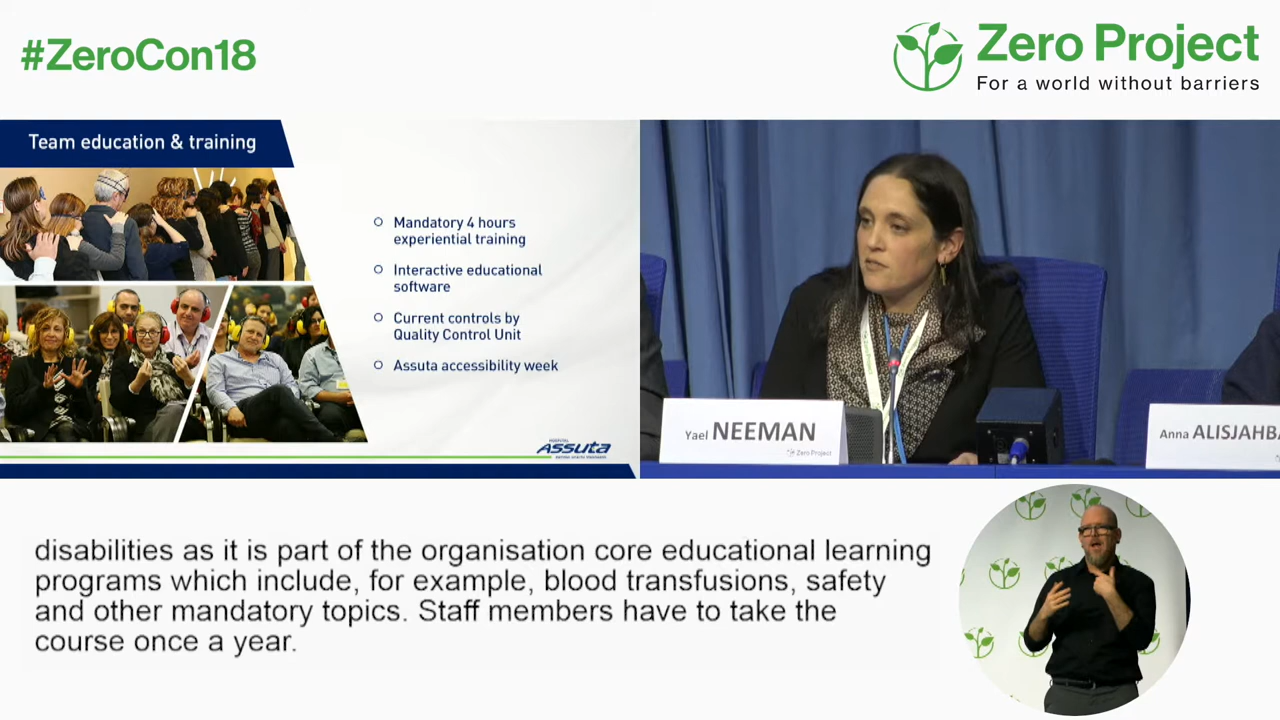 #ZeroCon18
Zero Project
For a world without barriers
Team education & training
Mandatory 4 hours
experiential training
Interactive educational
software
Current controls by
Quality Control Unit
Assuta accessibility week
HOSPITAL
Assuta
Yael NEEMAN
Zero Project
Anna ALISJAHBA
disabilities as it is part of the organisation core educational learning
programs which include, for example, blood transfusions, safety
and other mandatory topics. Staff members have to take the
course once a year.